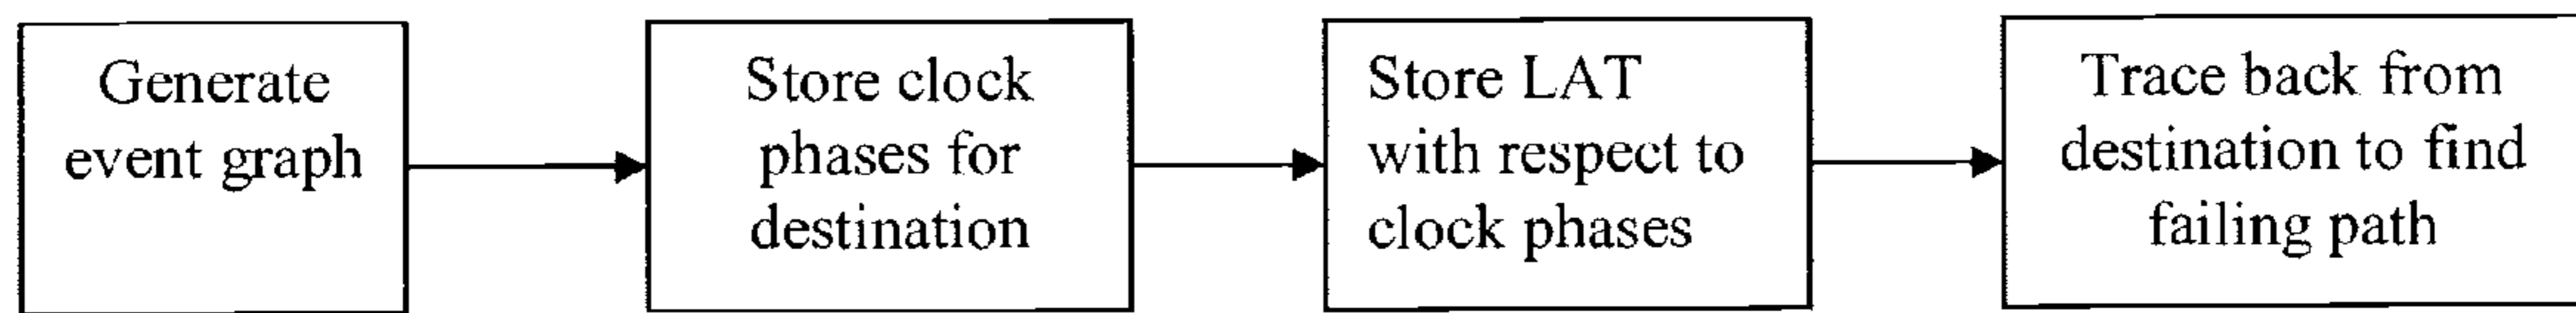 Generate
event graph
Store clock
phases for
destination
Store LAT
with respect to
clock phases
Trace back from
destination to find
failing path